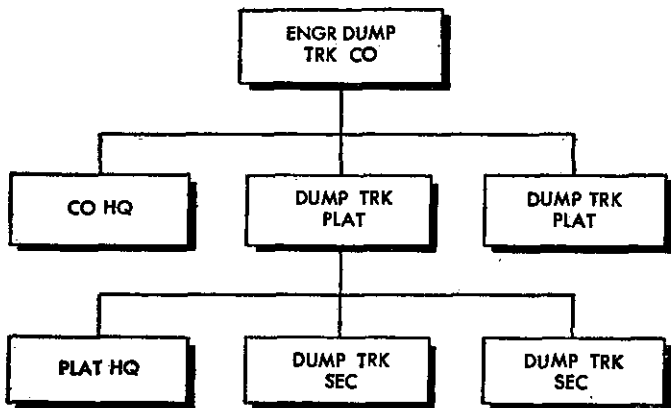 ENGR DUMP
TRK CO
CO HQ
DUMP TRK
PLAT
DUMP TRK
PLAT
PLAT HQ
DUMP TRK
SEC
DUMP TRK
SEC